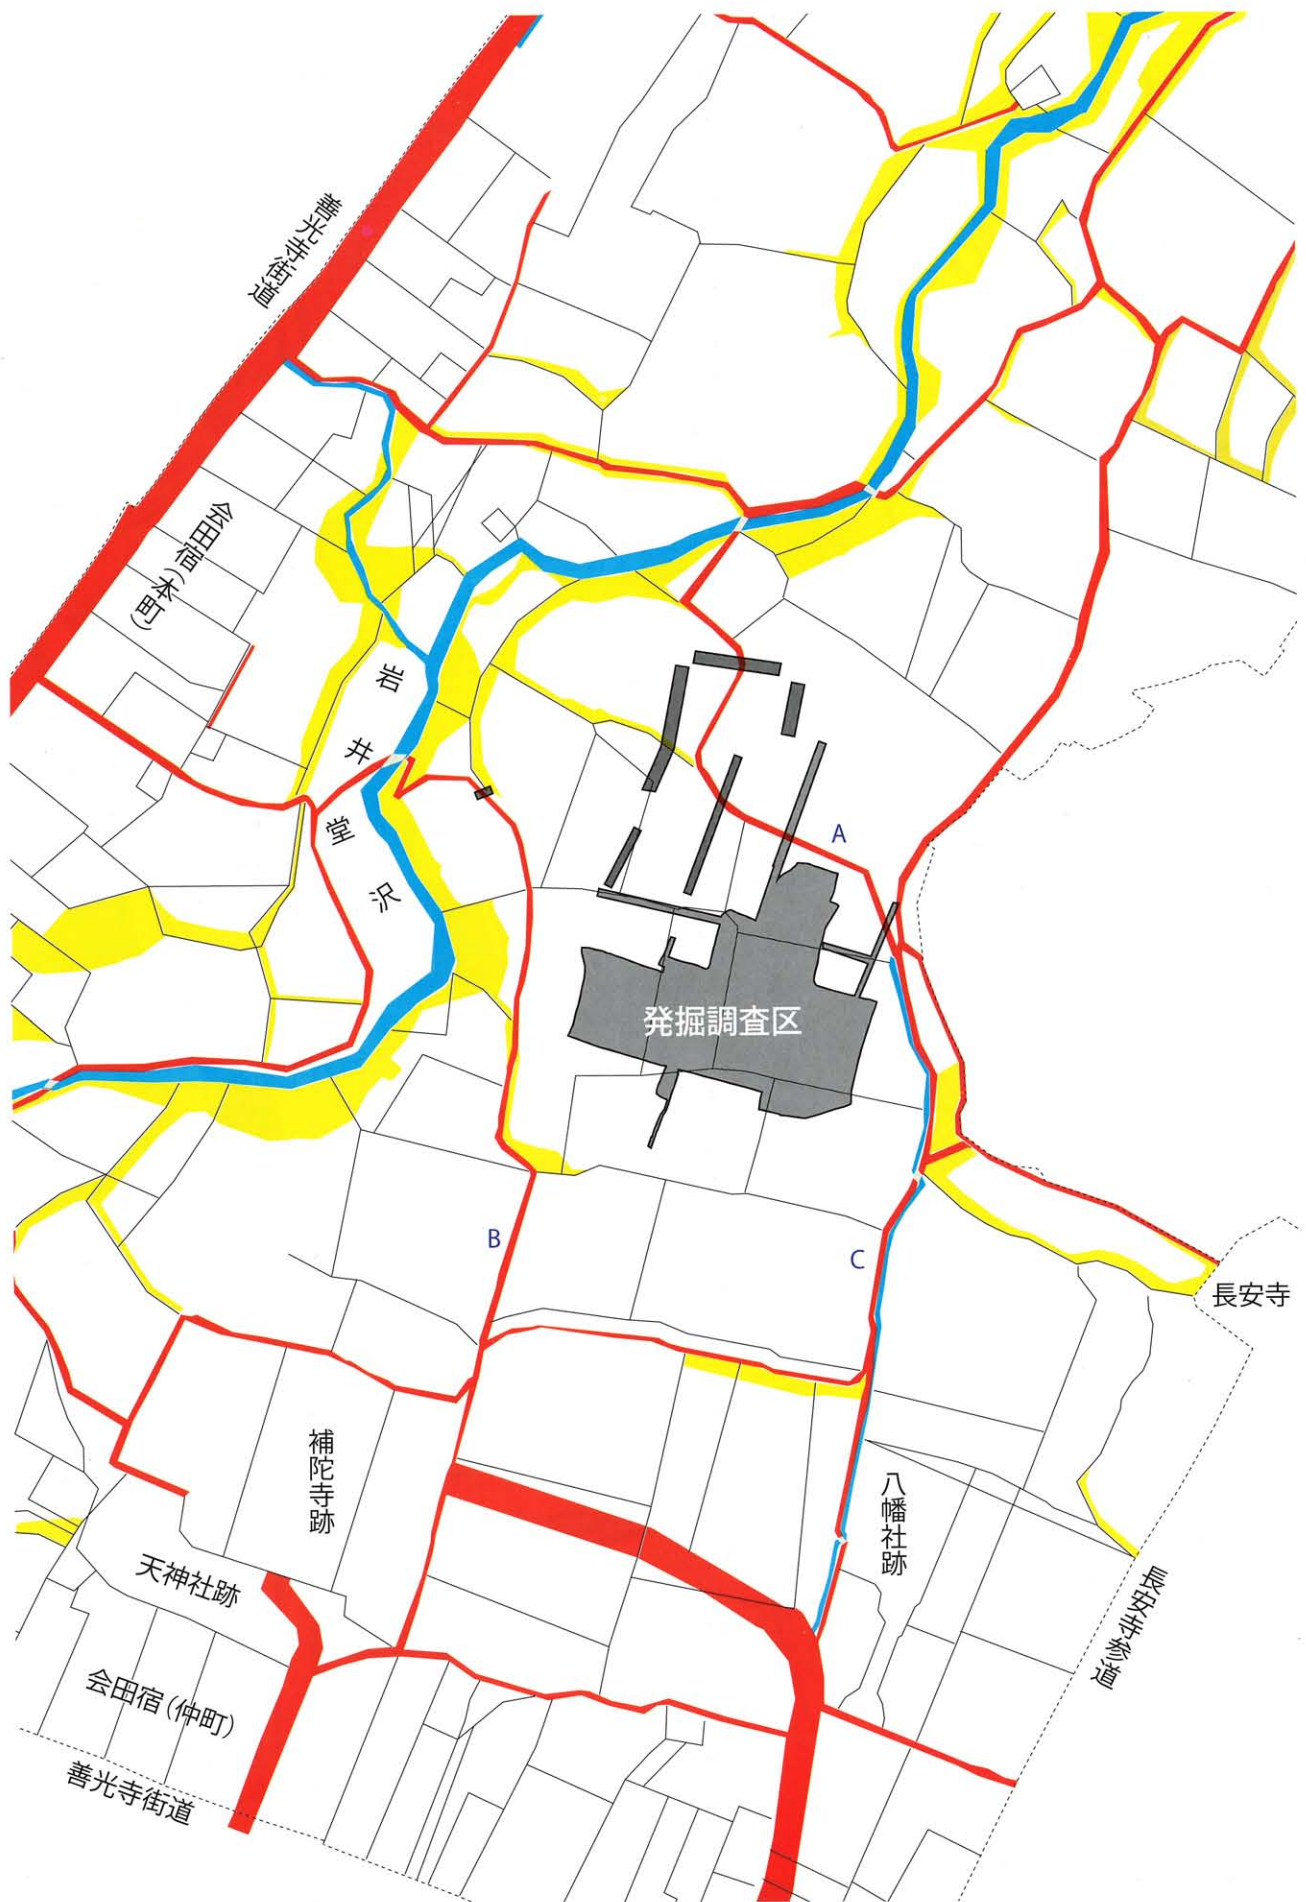 善光寺街道
会田宿(本町)
岩井堂沢
A
発掘調査区
B
C
長安寺
補陀寺跡
八幡社跡
天神社跡
長安寺参道
会田宿(仲町)
善光寺街道